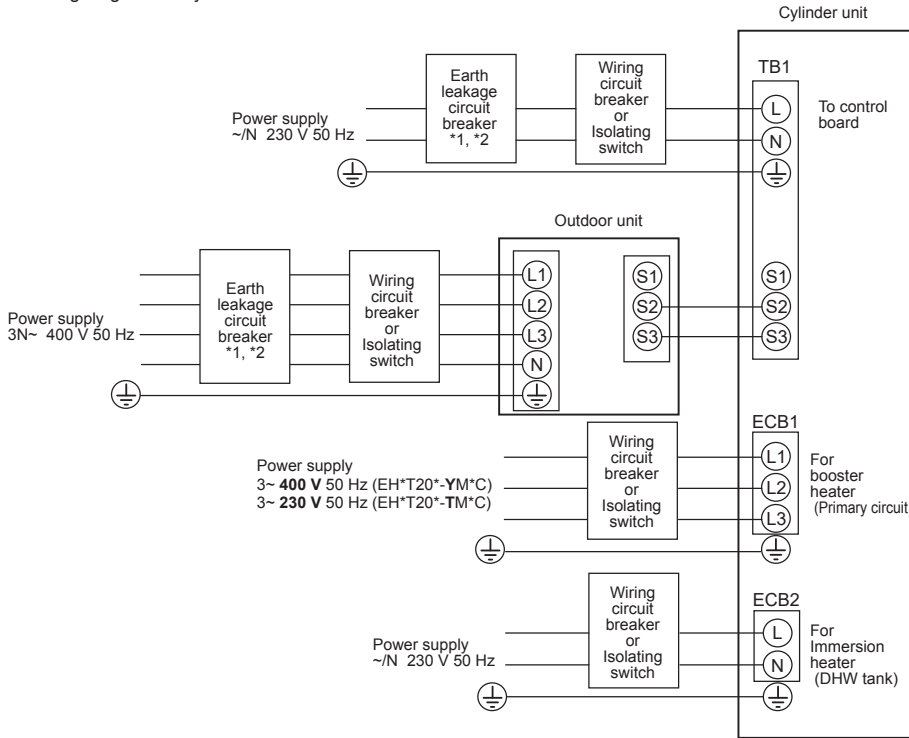 Cylinder unit
TB1
Earth
leakage
circuit
breaker
*1, *2
Wiring
circuit
breaker
or
Isolating
switch
Power supply
~/N 230 V 50 Hz
L
N
To control
board
Outdoor unit
Power supply
3N~ 400 V 50 Hz
Earth
leakage
circuit
breaker
*1, *2
Wiring
circuit
breaker
or
Isolating
switch
L1
L2
L3
N
S1
S2
S3
S1
S2
S3
ECB1
Power supply
3~ 400 V 50 Hz (EH*T20*-YM*C)
3~ 230 V 50 Hz (EH*T20*-TM*C)
Wiring
circuit
breaker
or
Isolating
switch
L1
L2
L3
For
booster
heater
(Primary circuit
ECB2
Power supply
~/N 230 V 50 Hz
Wiring
circuit
breaker
or
Isolating
switch
L
N
For
Immersion
heater
(DHW tank)